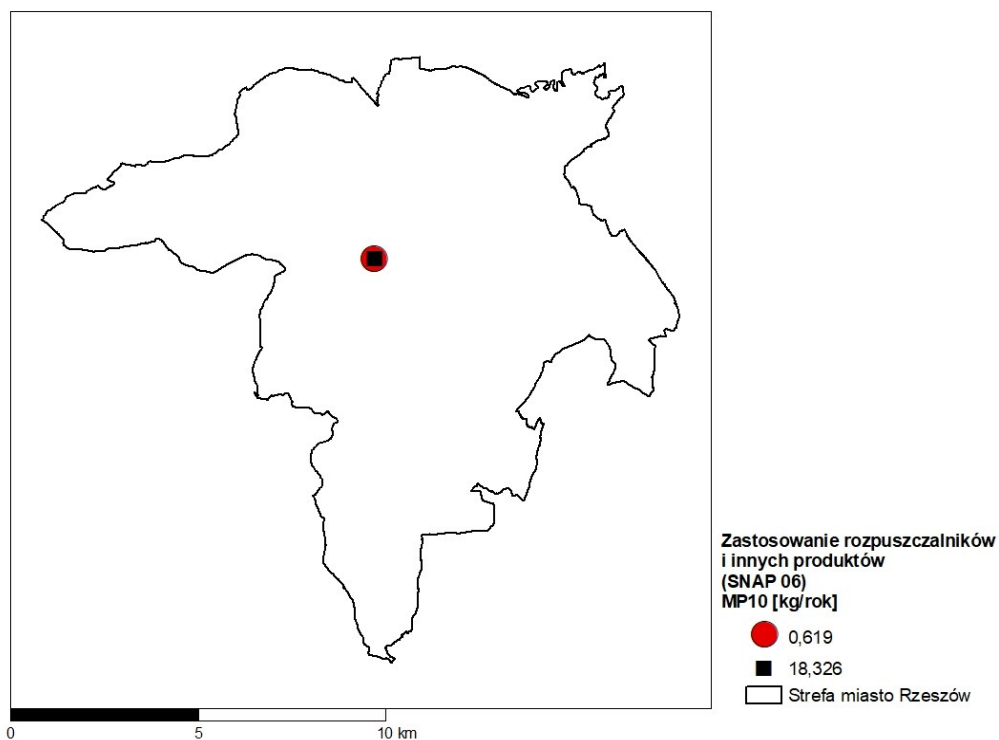 Zastosowanie rozpuszczalników
i innych produktów
(SNAP 06)
MP10 [kg/rok]
0,619
18,326
Strefa miasto Rzeszów
0
5
10 km